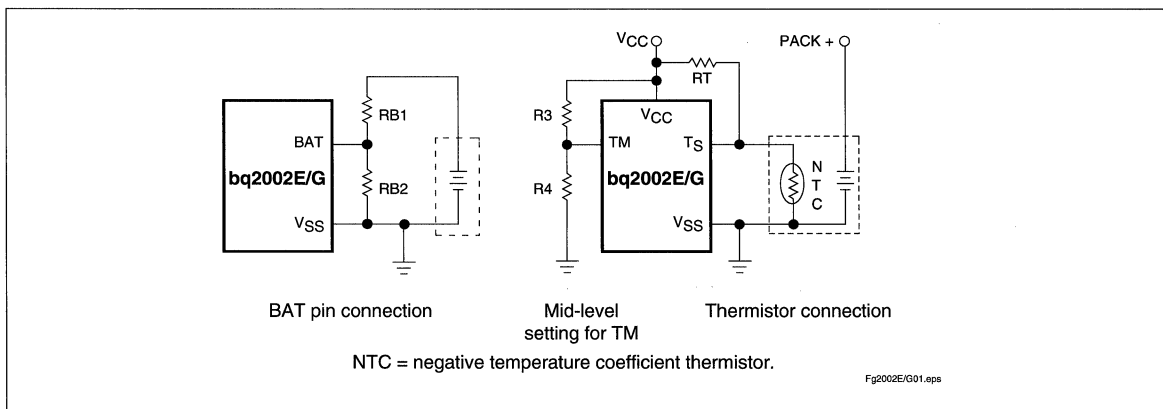 RB1
BAT
bq2002E/G
RB2
VSS
BAT pin connection
VCC
RT
R3
VCC
TM
TS
bq2002E/G
R4
VSS
Mid-level
setting for TM
PACK +
N
T
C
Thermistor connection
NTC = negative temperature coefficient thermistor.
Fg2002E/G01.eps